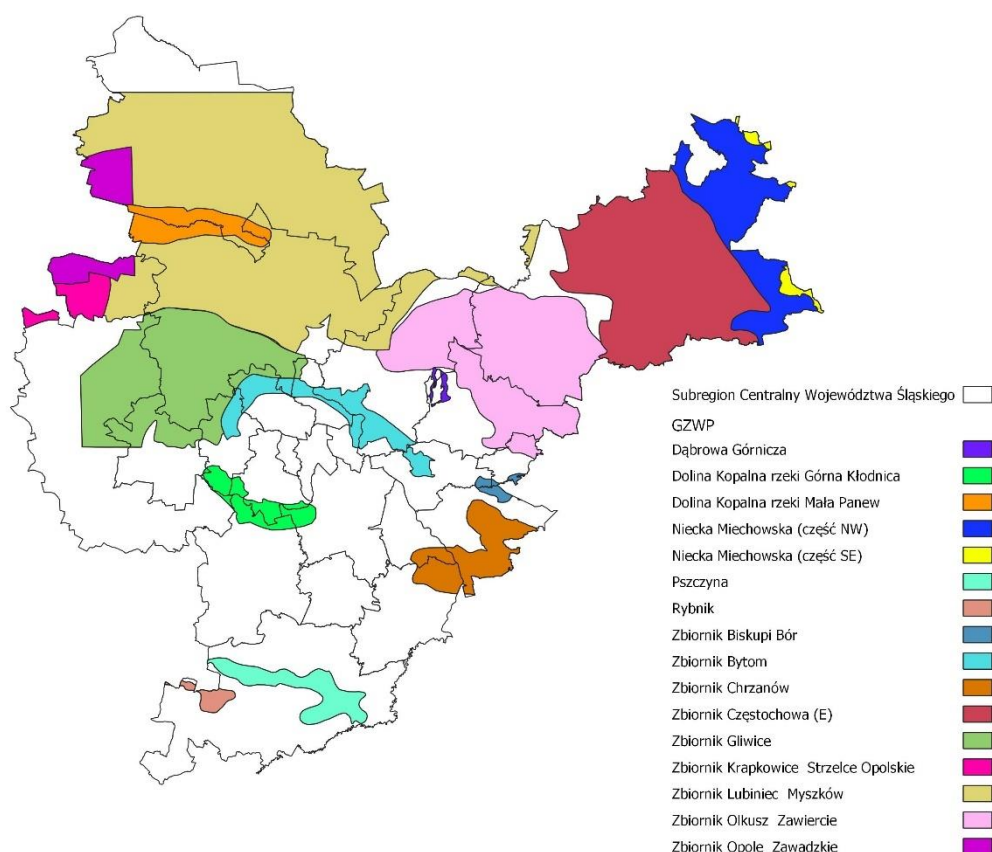 Subregion Centralny Województwa Śląskiego
GZWP
Dąbrowa Górnicza
Dolina Kopalna rzeki Górna Kłodnica
Dolina Kopalna rzeki Mała Panew
Niecka Miechowska (część NW)
Niecka Miechowska (część SE)
Pszczyna
Rybnik
Zbiornik Biskupi Bór
Zbiornik Bytom
Zbiornik Chrzanów
Zbiornik Częstochowa (E)
Zbiornik Gliwice
Zbiornik Krapkowice Strzelce Opolskie
Zbiornik Lubiniec Myszków
Zbiornik Olkusz Zawiercie
Zbiornik Opole Zawadzkie